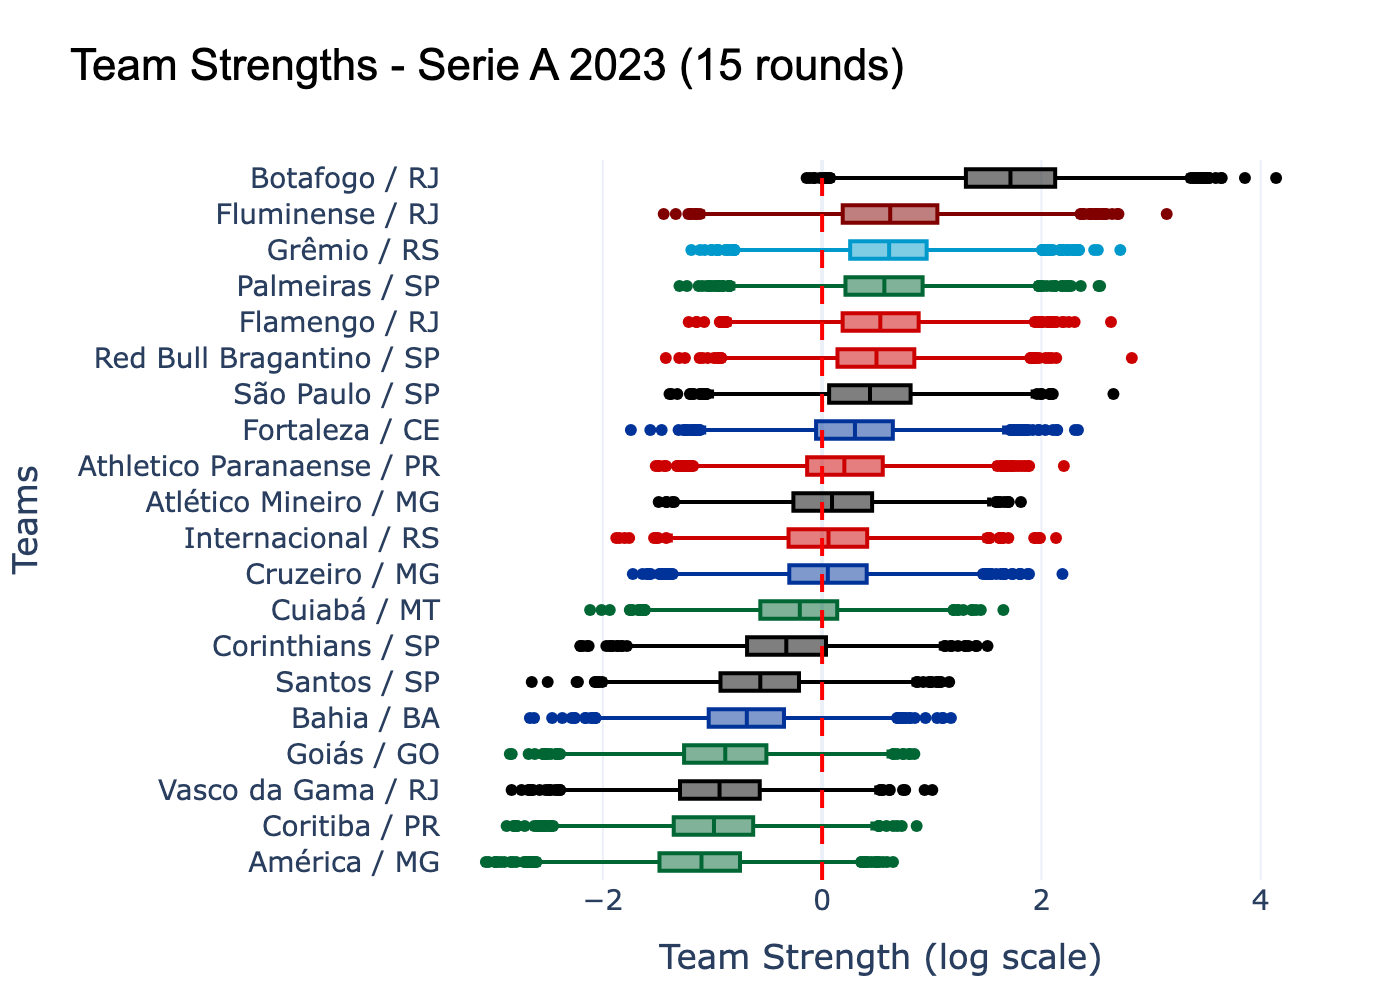 Team Strengths - Serie A 2023 (15 rounds)
Teams
Botafogo / RJ
Fluminense / RJ
Grêmio / RS
Palmeiras / SP
Flamengo / RJ
Red Bull Bragantino / SP
São Paulo / SP
Fortaleza / CE
Athletico Paranaense / PR
Atlético Mineiro / MG
Internacional / RS
Cruzeiro / MG
Cuiabá / MT
Corinthians / SP
Santos / SP
Bahia / BA
Goiás / GO
Vasco da Gama / RJ
Coritiba / PR
América / MG
−2 0 2 4
Team Strength (log scale)